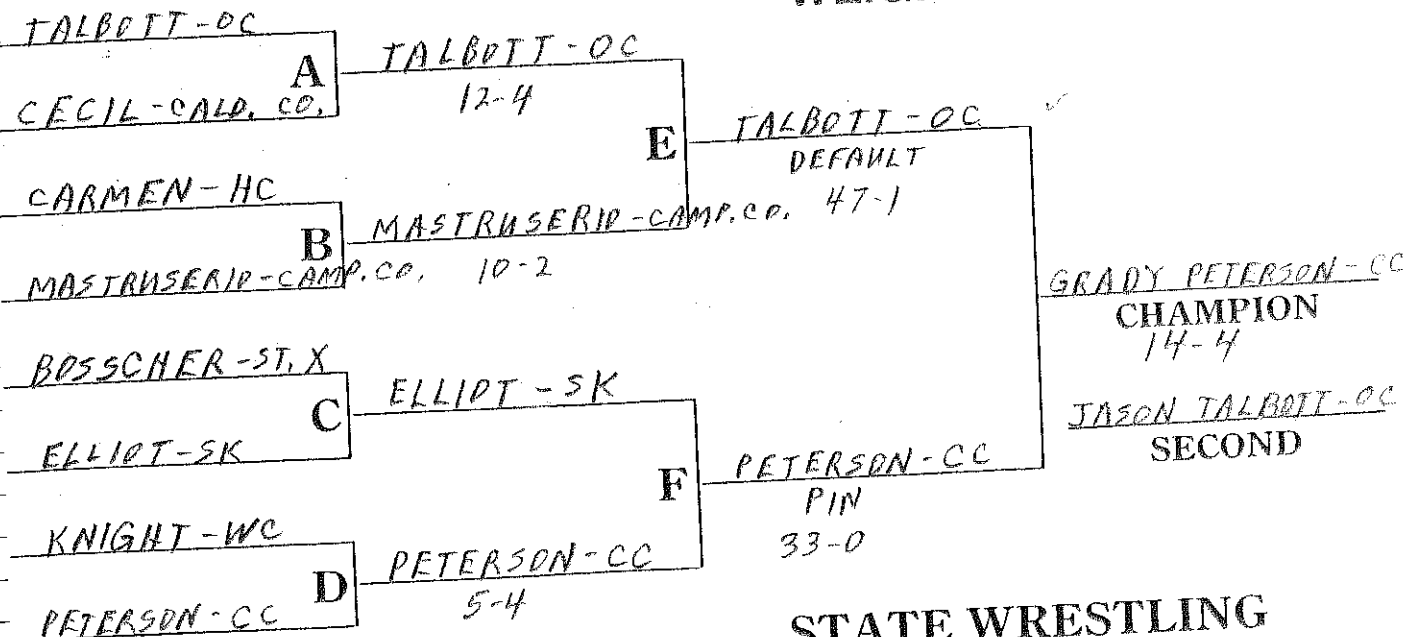 TALBOTT-OC
A
CECIL-CALD. CO.
TALBOTT-OC
12-4
CARMEN-HC
B
MASTRUSERIO-CAMP. CO.
MASTRUSERIO-CAMP. CO.
10-2
E
TALBOTT-OC
DEFAULT
47-1
BOSSCHER-ST. X
C
ELLIOT-SK
ELLIOT-SK
KNIGHT-WC
D
PETERSON-CC
PETERSON-CC
5-4
F
PETERSON-CC
PIN
33-0
GRADY PETERSON-CC
CHAMPION
14-4
JASON TALBOTT-OC
SECOND
STATE WRESTLING